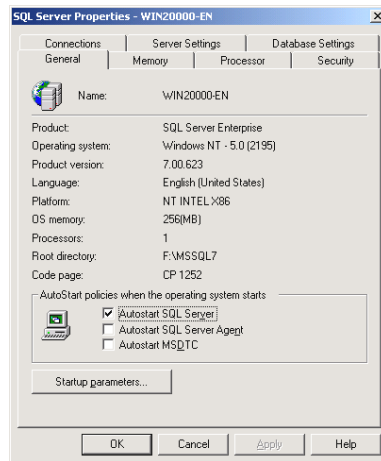 SQL Server Properties - WIN20000-EN
Connections Server Settings Database Settings
General Memory Processor Security
Name: WIN20000-EN
Product: SQL Server Enterprise
Operating system: Windows NT - 5.0 (2195)
Product version: 7.00.623
Language: English (United States)
Platform: NT INTEL X86
OS memory: 256(MB)
Processors: 1
Root directory: F:\MSSQL7
Code page: CP 1252
AutoStart policies when the operating system starts
Autostart SQL Server
Autostart SQL Server Agent
Autostart MSDTC
Startup parameters...
OK Cancel Apply Help